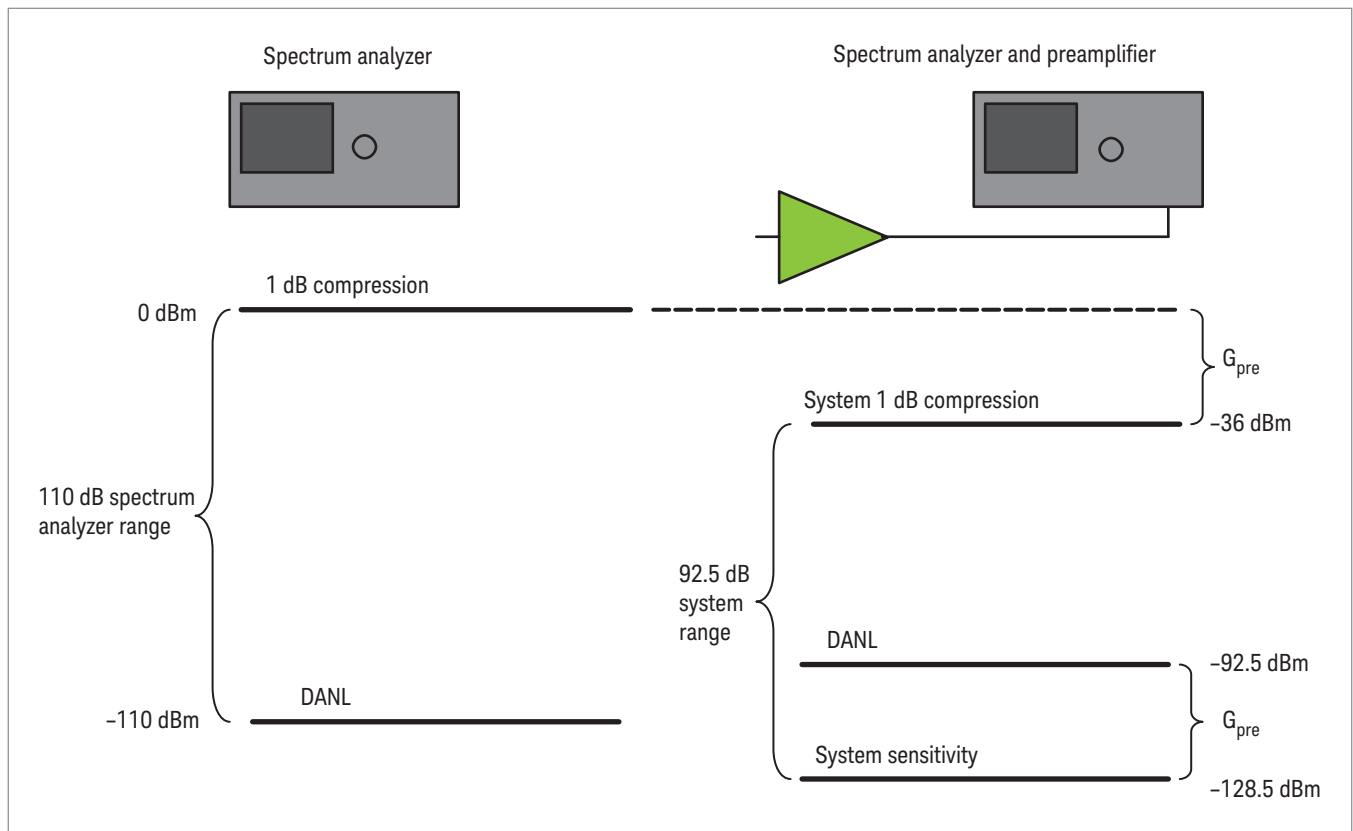 Spectrum analyzer
Spectrum analyzer and preamplifier
1 dB compression
0 dBm
G_pre
System 1 dB compression
–36 dBm
110 dB spectrum
analyzer range
92.5 dB
system
range
DANL
–92.5 dBm
DANL
–110 dBm
G_pre
System sensitivity
–128.5 dBm